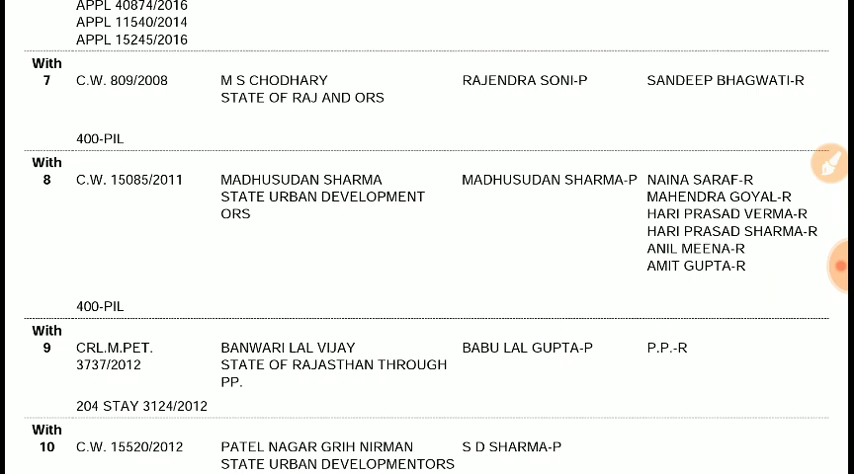 APPL 40874/2016
APPL 11540/2014
APPL 15245/2016
With
7 C.W. 809/2008 M S CHODHARY RAJENDRA SONI-P SANDEEP BHAGWATI-R
STATE OF RAJ AND ORS
400-PIL
With
8 C.W. 15085/2011 MADHUSUDAN SHARMA MADHUSUDAN SHARMA-P NAINA SARAF-R
STATE URBAN DEVELOPMENT MAHENDRA GOYAL-R
ORS HARI PRASAD VERMA-R
HARI PRASAD SHARMA-R
ANIL MEENA-R
AMIT GUPTA-R
400-PIL
With
9 CRL.M.PET. BANWARI LAL VIJAY BABU LAL GUPTA-P P.P.-R
3737/2012 STATE OF RAJASTHAN THROUGH
PP.
204 STAY 3124/2012
With
10 C.W. 15520/2012 PATEL NAGAR GRIH NIRMAN S D SHARMA-P
STATE URBAN DEVELOPMENTORS